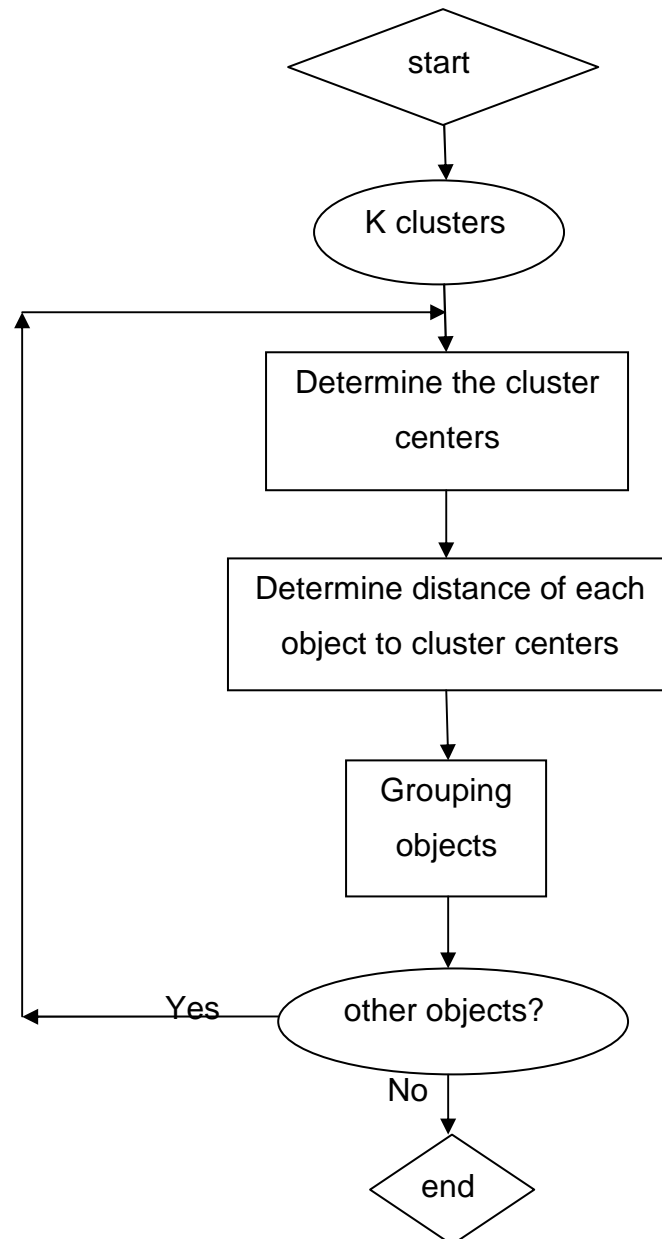 start
K clusters
Determine the cluster
centers
Determine distance of each
object to cluster centers
Grouping
objects
other objects?
Yes
No
end